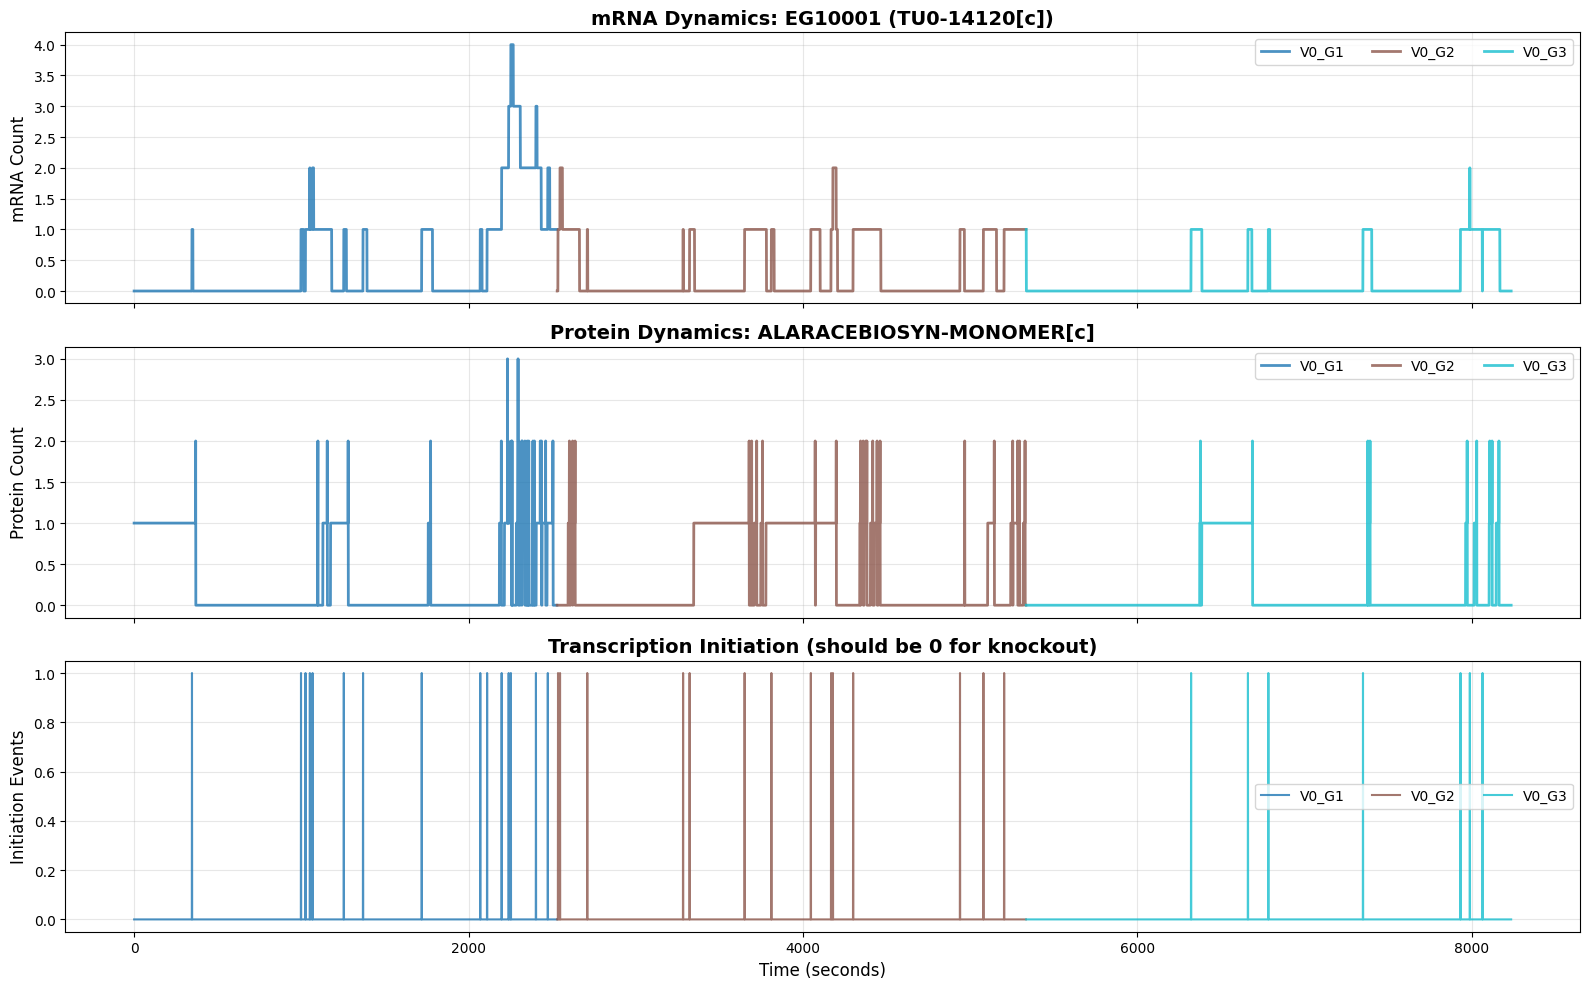 mRNA Dynamics: EG10001 (TU0-14120[c])
mRNA Count
4.0
3.5
3.0
2.5
2.0
1.5
1.0
0.5
0.0
V0_G1 V0_G2 V0_G3
Protein Dynamics: ALARACEBIOSYN-MONOMER[c]
Protein Count
3.0
2.5
2.0
1.5
1.0
0.5
0.0
V0_G1 V0_G2 V0_G3
Transcription Initiation (should be 0 for knockout)
Initiation Events
1.0
0.8
0.6
0.4
0.2
0.0
V0_G1 V0_G2 V0_G3
0 2000 4000 6000 8000
Time (seconds)